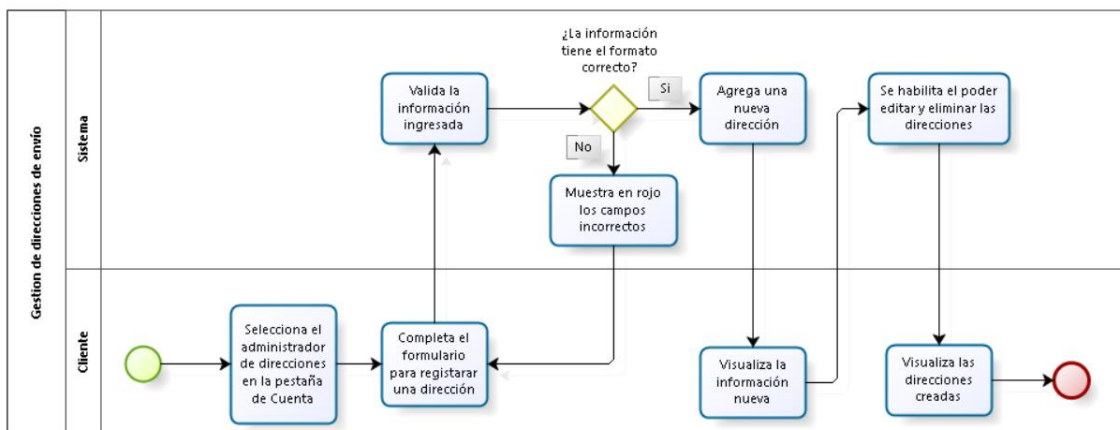 Gestion de direcciones de envío
Sistema
Cliente
Valida la
información
ingresada
¿La información
tiene el formato
correcto?
Si
No
Agrega una
nueva
dirección
Se habilita el poder
editar y eliminar las
direcciones
Muestra en rojo
los campos
incorrectos
Selecciona el
administrador
de direcciones
en la pestaña
de Cuenta
Completa el
formulario
para registarar
una dirección
Visualiza la
información
nueva
Visualiza las
direcciones
creadas